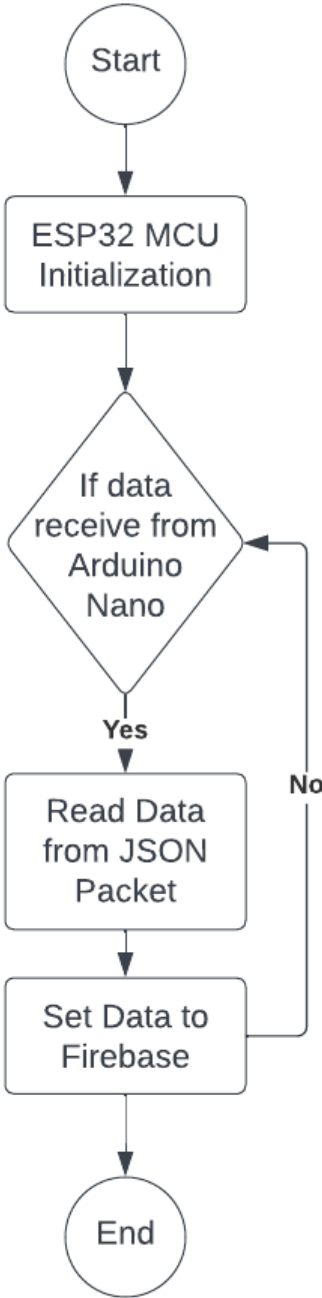 Start
ESP32 MCU
Initialization
If data
receive from
Arduino
Nano
Yes
Read Data
from JSON
Packet
No
Set Data to
Firebase
End